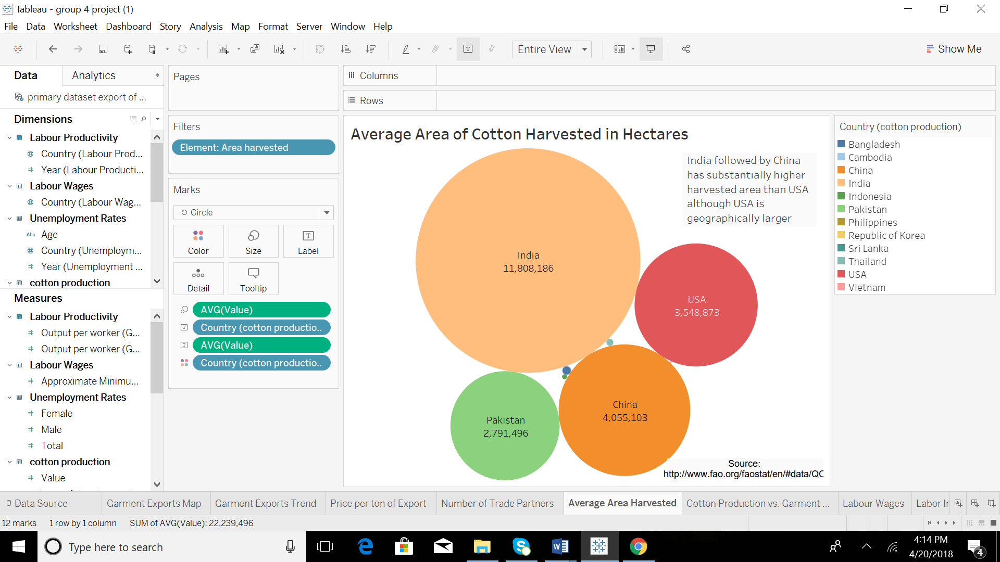 Tableau - group 4 project (1)
File Data Worksheet Dashboard Story Analysis Map Format Server Window Help
Entire View
Show Me
Data
Analytics
primary dataset export of ...
Dimensions
Labour Productivity
Country (Labour Prod...
Year (Labour Producti...
Labour Wages
Country (Labour Wag...
Unemployment Rates
Abc Age
Country (Unemploym...
Year (Unemployment ...
cotton production
Measures
Labour Productivity
Output per worker (G...
Output per worker (G...
Labour Wages
Approximate Minimu...
Unemployment Rates
Female
Male
Total
cotton production
Value
Pages
Filters
Element: Area harvested
Marks
Circle
Color
Size
Label
Detail
Tooltip
AVG(Value)
Country (cotton productio..
AVG(Value)
Country (cotton productio..
Columns
Rows
Average Area of Cotton Harvested in Hectares
India followed by China
has substantially higher
harvested area than USA
although USA is
geographically larger
India
11,808,186
USA
3,548,873
China
4,055,103
Pakistan
2,791,496
Source:
http://www.fao.org/faostat/en/#data/QC
Country (cotton production)
Bangladesh
Cambodia
China
India
Indonesia
Pakistan
Philippines
Republic of Korea
Sri Lanka
Thailand
USA
Vietnam
Data Source
Garment Exports Map
Garment Exports Trend
Price per ton of Export
Number of Trade Partners
Average Area Harvested
Cotton Production vs. Garment ...
Labour Wages
Labor Ir
12 marks
1 row by 1 column
SUM of AVG(Value): 22,239,496
Type here to search
4:14 PM
4/20/2018
4